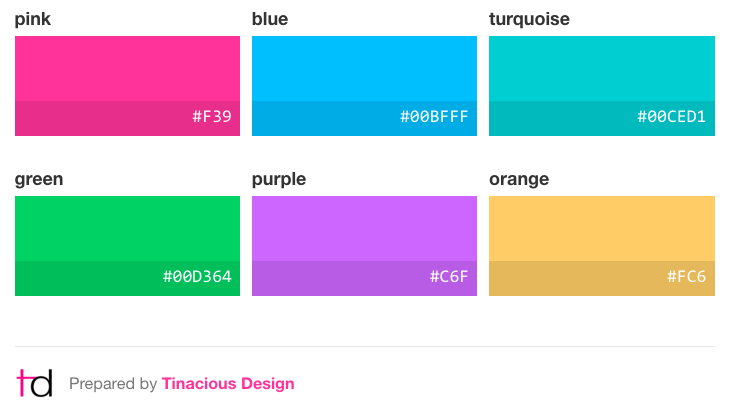 pink blue turquoise
#F39 #00BFFF #00CED1
green purple orange
#00D364 #C6F #FC6
td Prepared by Tinacious Design